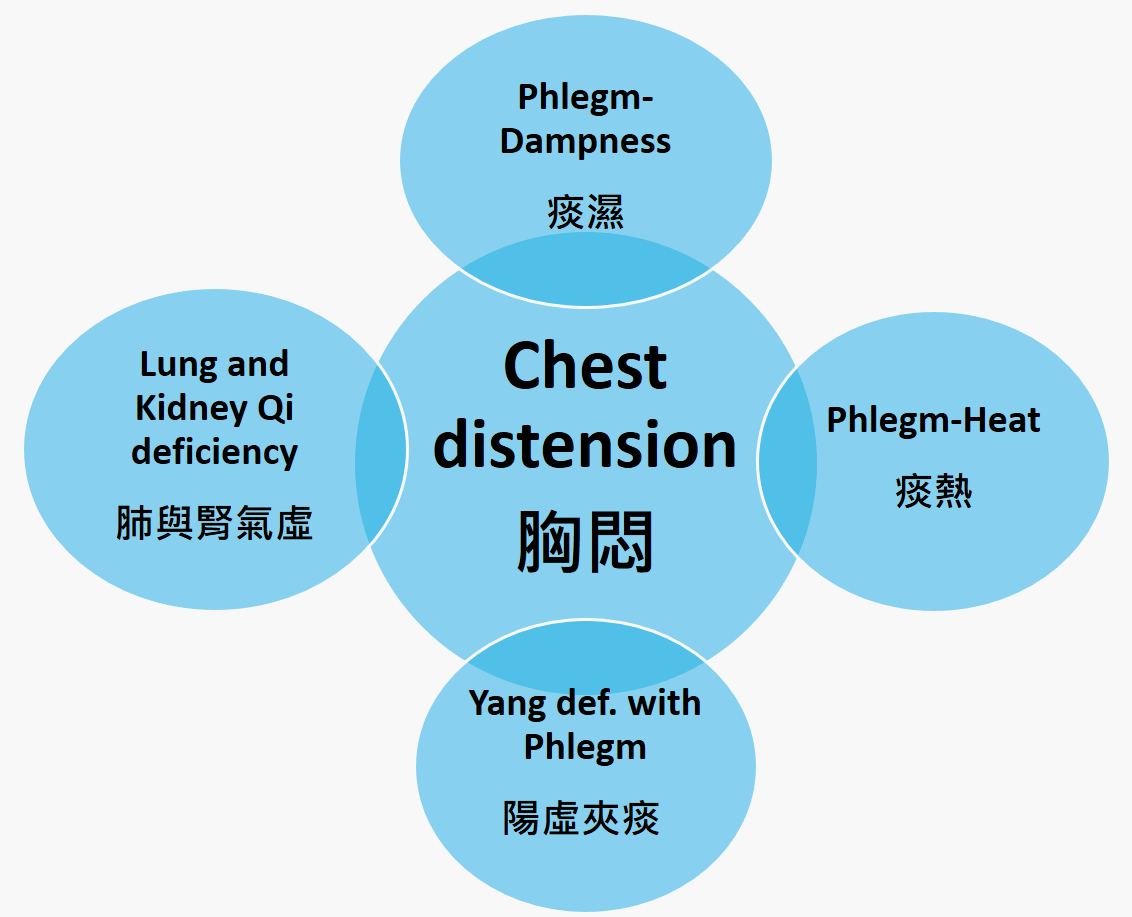 Phlegm-
Dampness
痰濕
Lung and
Kidney Qi
deficiency
肺與腎氣虛
Chest
distension
胸悶
Phlegm-Heat
痰熱
Yang def. with
Phlegm
陽虛夾痰